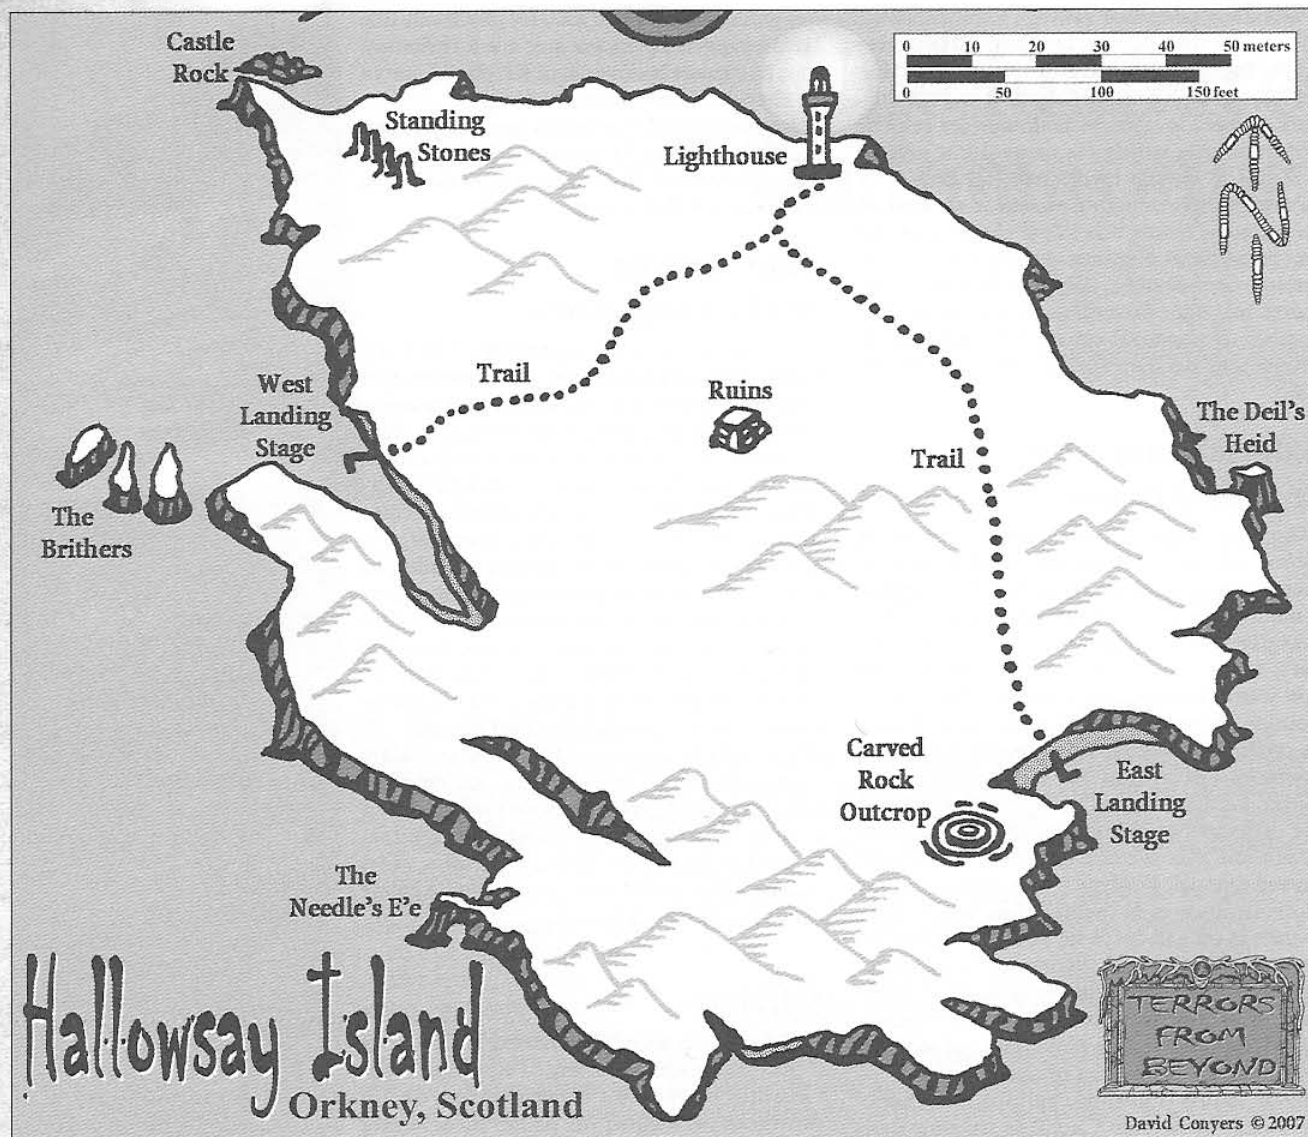 Castle
Rock
0 10 20 30 40 50 meters
0 50 100 150 feet
Standing
Stones
Lighthouse
N
Trail
West
Landing
Stage
Ruins
The Deil's
Heid
Trail
The
Brithers
Carved
Rock
Outcrop
East
Landing
Stage
The
Needle's E'e
Hallowsay Island
Orkney, Scotland
TERRORS
FROM
BEYOND
David Conyers © 2007